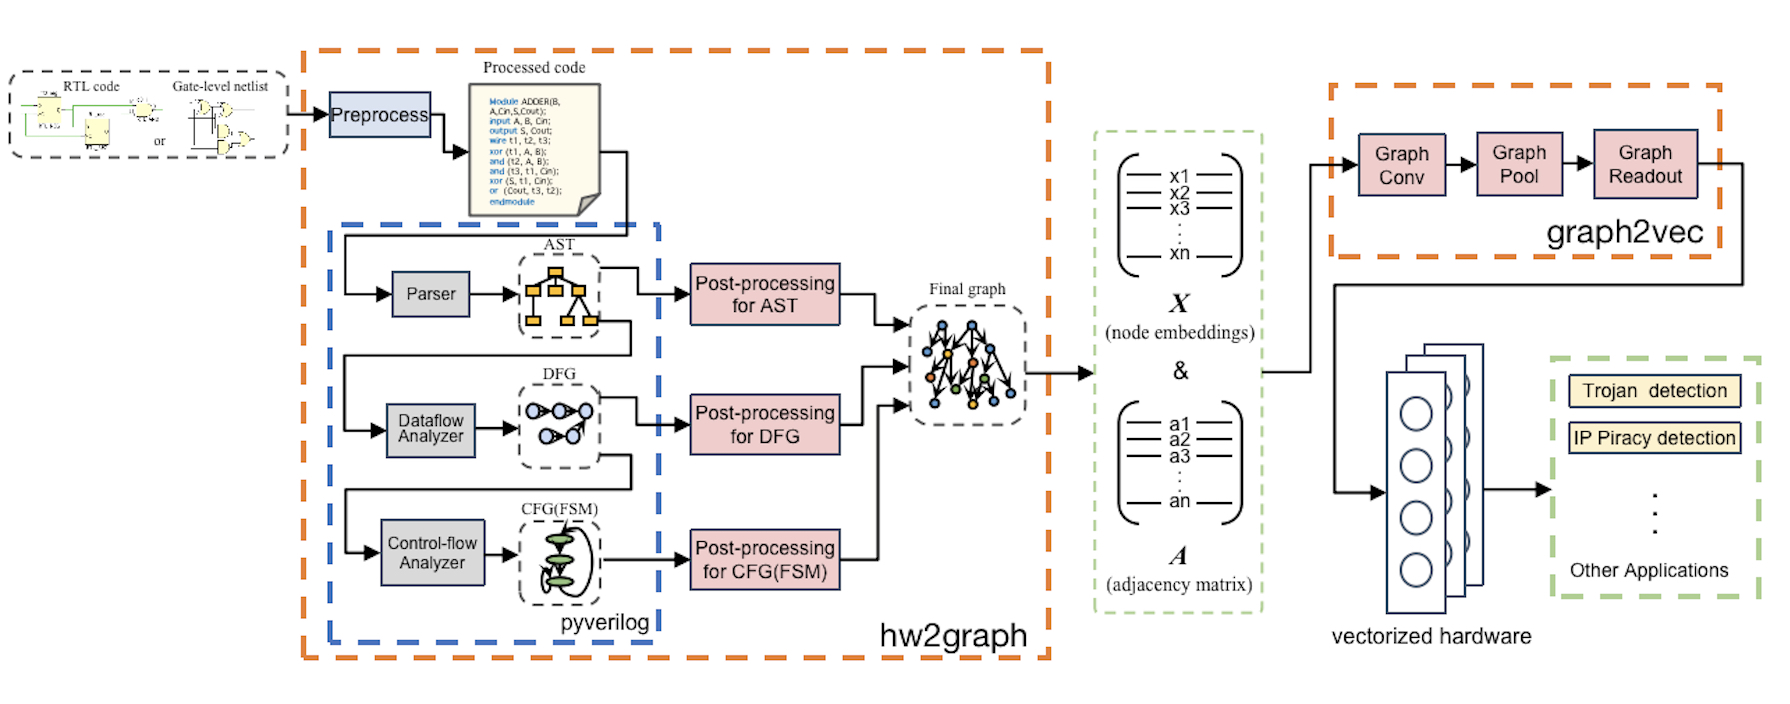 RTL code
Gate-level netlist
or
Preprocess
Processed code
Module ADDER(B,
A,Cin,S,Cout);
input A, B, Cin;
output S, Cout;
wire t1, t2, t3;
xor (t1, A, B);
and (t2, A, B);
and (t3, t1, Cin);
xor (S, t1, Cin);
or (Cout, t3, t2);
endmodule
AST
Parser
Post-processing
for AST
DFG
Dataflow
Analyzer
Post-processing
for DFG
CFG(FSM)
Control-flow
Analyzer
Post-processing
for CFG(FSM)
pyverilog
Final graph
hw2graph
x1
x2
x3
xn
X
(node embeddings)
&
a1
a2
a3
an
A
(adjacency matrix)
Graph
Conv
Graph
Pool
Graph
Readout
graph2vec
vectorized hardware
Trojan detection
IP Piracy detection
Other Applications